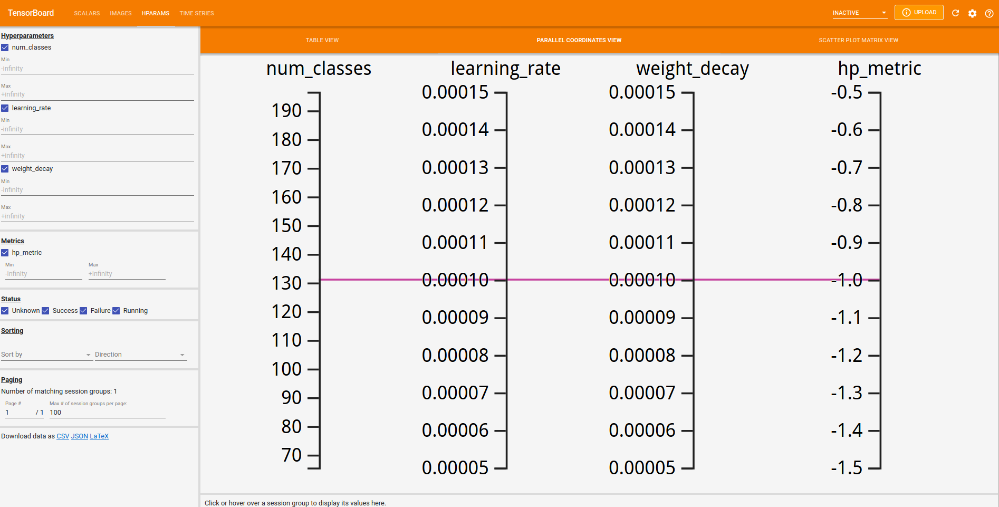 TensorBoard SCALARS IMAGES HPARAMS TIME SERIES INACTIVE UPLOAD
Hyperparameters
num_classes
Min
-infinity
Max
+infinity
learning_rate
Min
-infinity
Max
+infinity
weight_decay
Min
-infinity
Max
+infinity
Metrics
hp_metric
Min Max
-infinity +infinity
Status
Unknown Success Failure Running
Sorting
Sort by Direction
Paging
Number of matching session groups: 1
Page # Max # of session groups per page:
1 / 1 100
Download data as CSV JSON LaTeX
TABLE VIEW PARALLEL COORDINATES VIEW SCATTER PLOT MATRIX VIEW
num_classes
190
180
170
160
150
140
130
120
110
100
90
80
70
learning_rate
0.00015
0.00014
0.00013
0.00012
0.00011
0.00010
0.00009
0.00008
0.00007
0.00006
0.00005
weight_decay
0.00015
0.00014
0.00013
0.00012
0.00011
0.00010
0.00009
0.00008
0.00007
0.00006
0.00005
hp_metric
-0.5
-0.6
-0.7
-0.8
-0.9
-1.0
-1.1
-1.2
-1.3
-1.4
-1.5
Click or hover over a session group to display its values here.